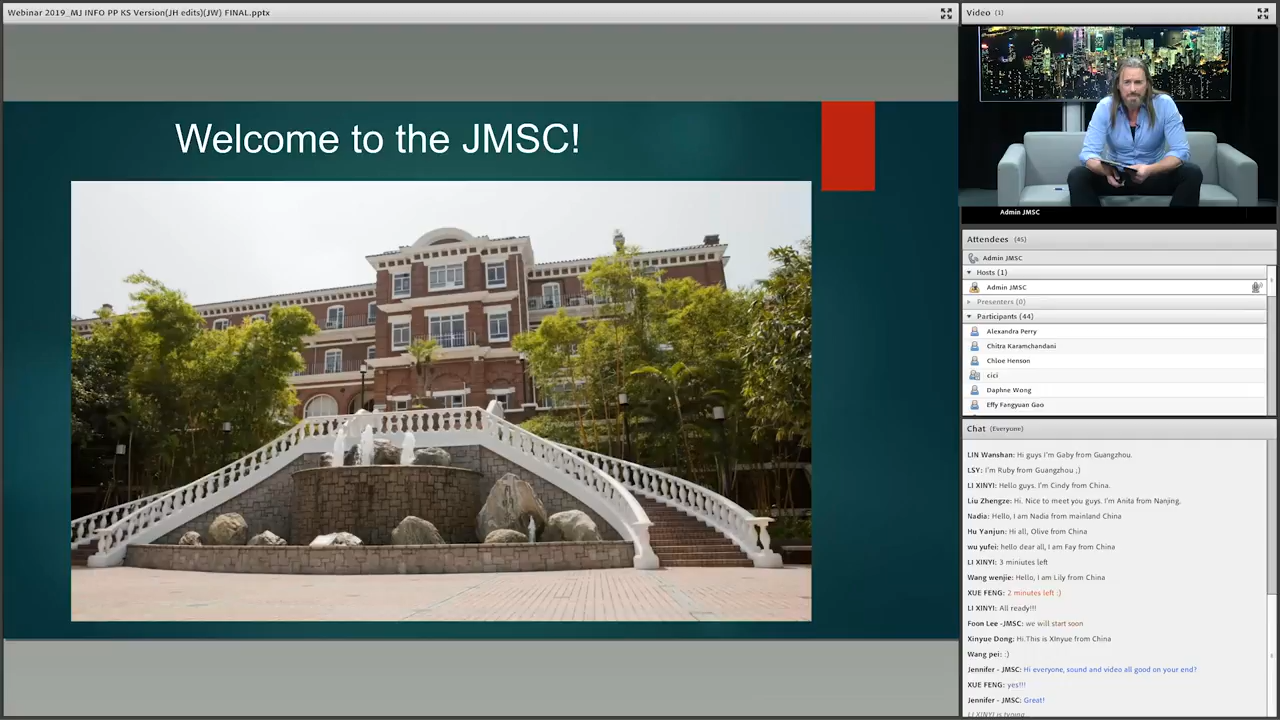 Webinar 2019_MJ INFO PP KS Version(JH edits)(JW) FINAL.pptx
Welcome to the JMSC!
Video (1)
Admin JMSC
Attendees (45)
Admin JMSC
Hosts (1)
Admin JMSC
Presenters (0)
Participants (44)
Alexandra Perry
Chitra Karamchandani
Chloe Henson
cici
Daphne Wong
Effy Fangyuan Gao
Chat (Everyone)
LIN Wanshan: Hi guys I'm Gaby from Guangzhou.
LSY: I'm Ruby from Guangzhou ;)
LI XINYI: Hello guys. I'm Cindy from China.
Liu Zhengze: Hi. Nice to meet you guys. I'm Anita from Nanjing.
Nadia: Hello, I am Nadia from mainland China
Hu Yanjun: Hi all, Olive from China
wu yufei: hello dear all, I am Fay from China
LI XINYI: 3 miniutes left
Wang wenjie: Hello, I am Lily from China
XUE FENG: 2 minutes left :)
LI XINYI: All ready!!!
Foon Lee -JMSC: we will start soon
Xinyue Dong: Hi.This is XInyue from China
Wang pei: :)
Jennifer - JMSC: Hi everyone, sound and video all good on your end?
XUE FENG: yes!!!
Jennifer - JMSC: Great!
LI XINYI is typing...